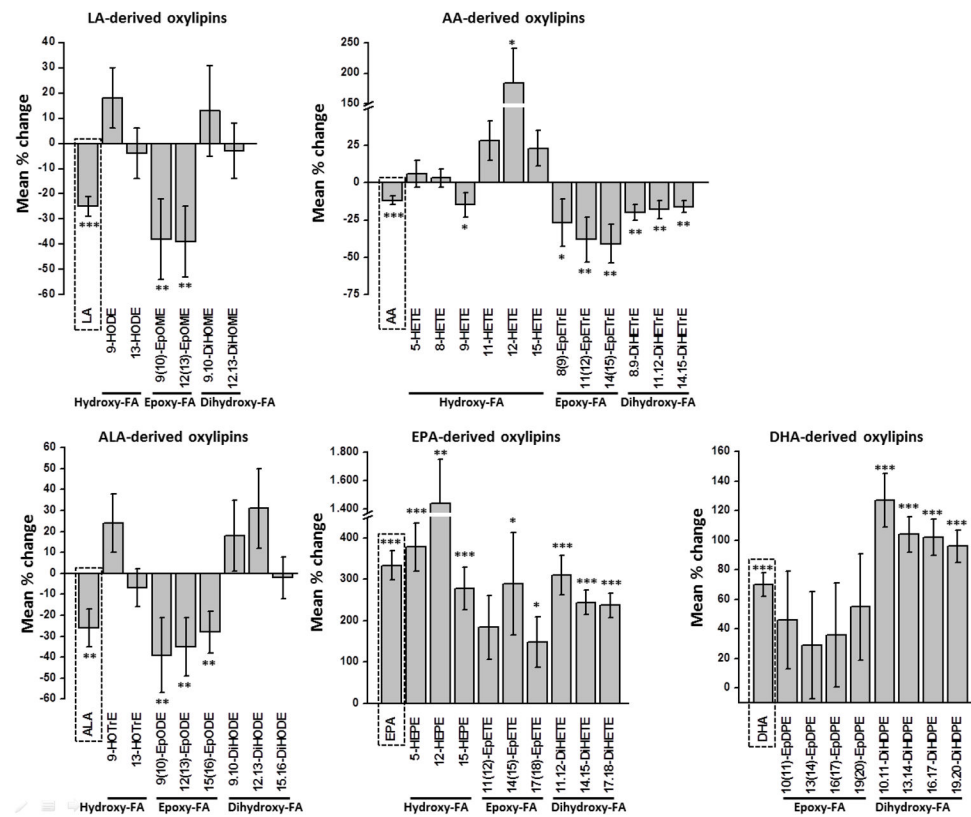 LA-derived oxylipins
Mean % change
40
30
20
10
0
-10
-20
-30
-40
-50
-60
***
**
**
LA
9-HODE
13-HODE
9(10)-EpOME
12(13)-EpOME
9.10-DiHOME
12.13-DiHOME
Hydroxy-FA Epoxy-FA Dihydroxy-FA
AA-derived oxylipins
Mean % change
250
200
150
25
0
-25
-50
-75
***
*
*
*
**
**
**
**
**
AA
5-HETE
8-HETE
9-HETE
11-HETE
12-HETE
15-HETE
8(9)-EpETrE
11(12)-EpETrE
14(15)-EpETrE
8.9-DiHETrE
11.12-DiHETrE
14.15-DiHETrE
Hydroxy-FA Epoxy-FA Dihydroxy-FA
ALA-derived oxylipins
Mean % change
60
50
40
30
20
10
0
-10
-20
-30
-40
-50
-60
**
**
**
**
ALA
9-HOTrE
13-HOTrE
9(10)-EpODE
12(13)-EpODE
15(16)-EpODE
9.10-DiHODE
12.13-DiHODE
15.16-DiHODE
Hydroxy-FA Epoxy-FA Dihydroxy-FA
EPA-derived oxylipins
Mean % change
1.800
1.400
400
300
200
100
0
***
***
**
***
*
*
***
***
***
EPA
5-HEPE
12-HEPE
15-HEPE
11(12)-EpETE
14(15)-EpETE
17(18)-EpETE
11.12-DiHETE
14.15-DiHETE
17.18-DiHETE
Hydroxy-FA Epoxy-FA Dihydroxy-FA
DHA-derived oxylipins
Mean % change
160
140
120
100
80
60
40
20
0
***
***
***
***
***
DHA
10(11)-EpDPE
13(14)-EpDPE
16(17)-EpDPE
19(20)-EpDPE
10.11-DiHDPE
13.14-DiHDPE
16.17-DiHDPE
19.20-DiHDPE
Epoxy-FA Dihydroxy-FA